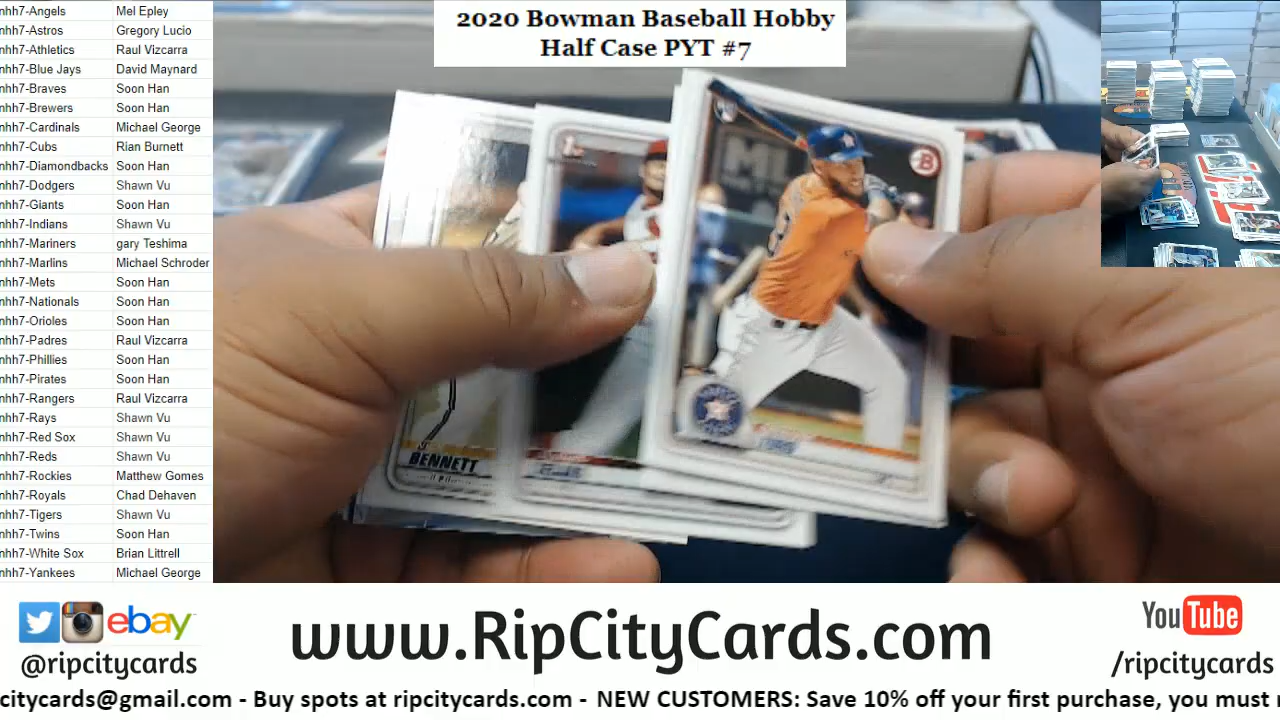 2020 Bowman Baseball Hobby
Half Case PYT #7
nhh7-Angels Mel Epley
nhh7-Astros Gregory Lucio
nhh7-Athletics Raul Vizcarra
nhh7-Blue Jays David Maynard
nhh7-Braves Soon Han
nhh7-Brewers Soon Han
nhh7-Cardinals Michael George
nhh7-Cubs Rian Burnett
nhh7-Diamondbacks Soon Han
nhh7-Dodgers Shawn Vu
nhh7-Giants Soon Han
nhh7-Indians Shawn Vu
nhh7-Mariners gary Teshima
nhh7-Marlins Michael Schroder
nhh7-Mets Soon Han
nhh7-Nationals Soon Han
nhh7-Orioles Soon Han
nhh7-Padres Raul Vizcarra
nhh7-Phillies Soon Han
nhh7-Pirates Soon Han
nhh7-Rangers Raul Vizcarra
nhh7-Rays Shawn Vu
nhh7-Red Sox Shawn Vu
nhh7-Reds Shawn Vu
nhh7-Rockies Matthew Gomes
nhh7-Royals Chad Dehaven
nhh7-Tigers Shawn Vu
nhh7-Twins Soon Han
nhh7-White Sox Brian Littrell
nhh7-Yankees Michael George
B
1st
BENNETT
ebay
@ripcitycards
www.RipCityCards.com
YouTube
/ripcitycards
citycards@gmail.com - Buy spots at ripcitycards.com - NEW CUSTOMERS: Save 10% off your first purchase, you must